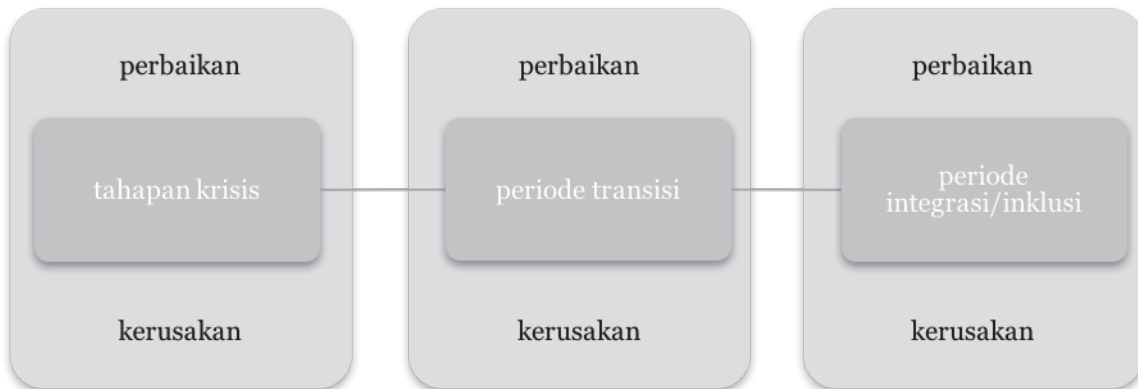 perbaikan
tahapan krisis
kerusakan
perbaikan
periode transisi
kerusakan
perbaikan
periode
integrasi/inklusi
kerusakan